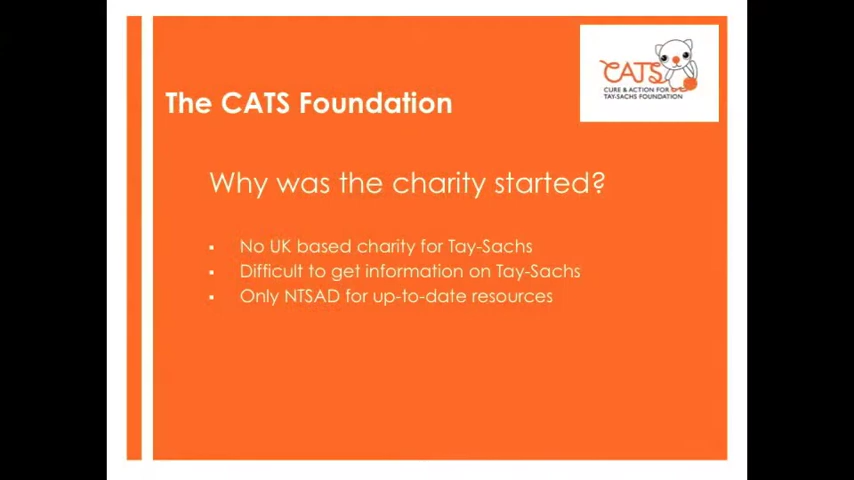 CATS
CURE & ACTION FOR
TAY-SACHS FOUNDATION
The CATS Foundation
Why was the charity started?
▪ No UK based charity for Tay-Sachs
▪ Difficult to get information on Tay-Sachs
▪ Only NTSAD for up-to-date resources